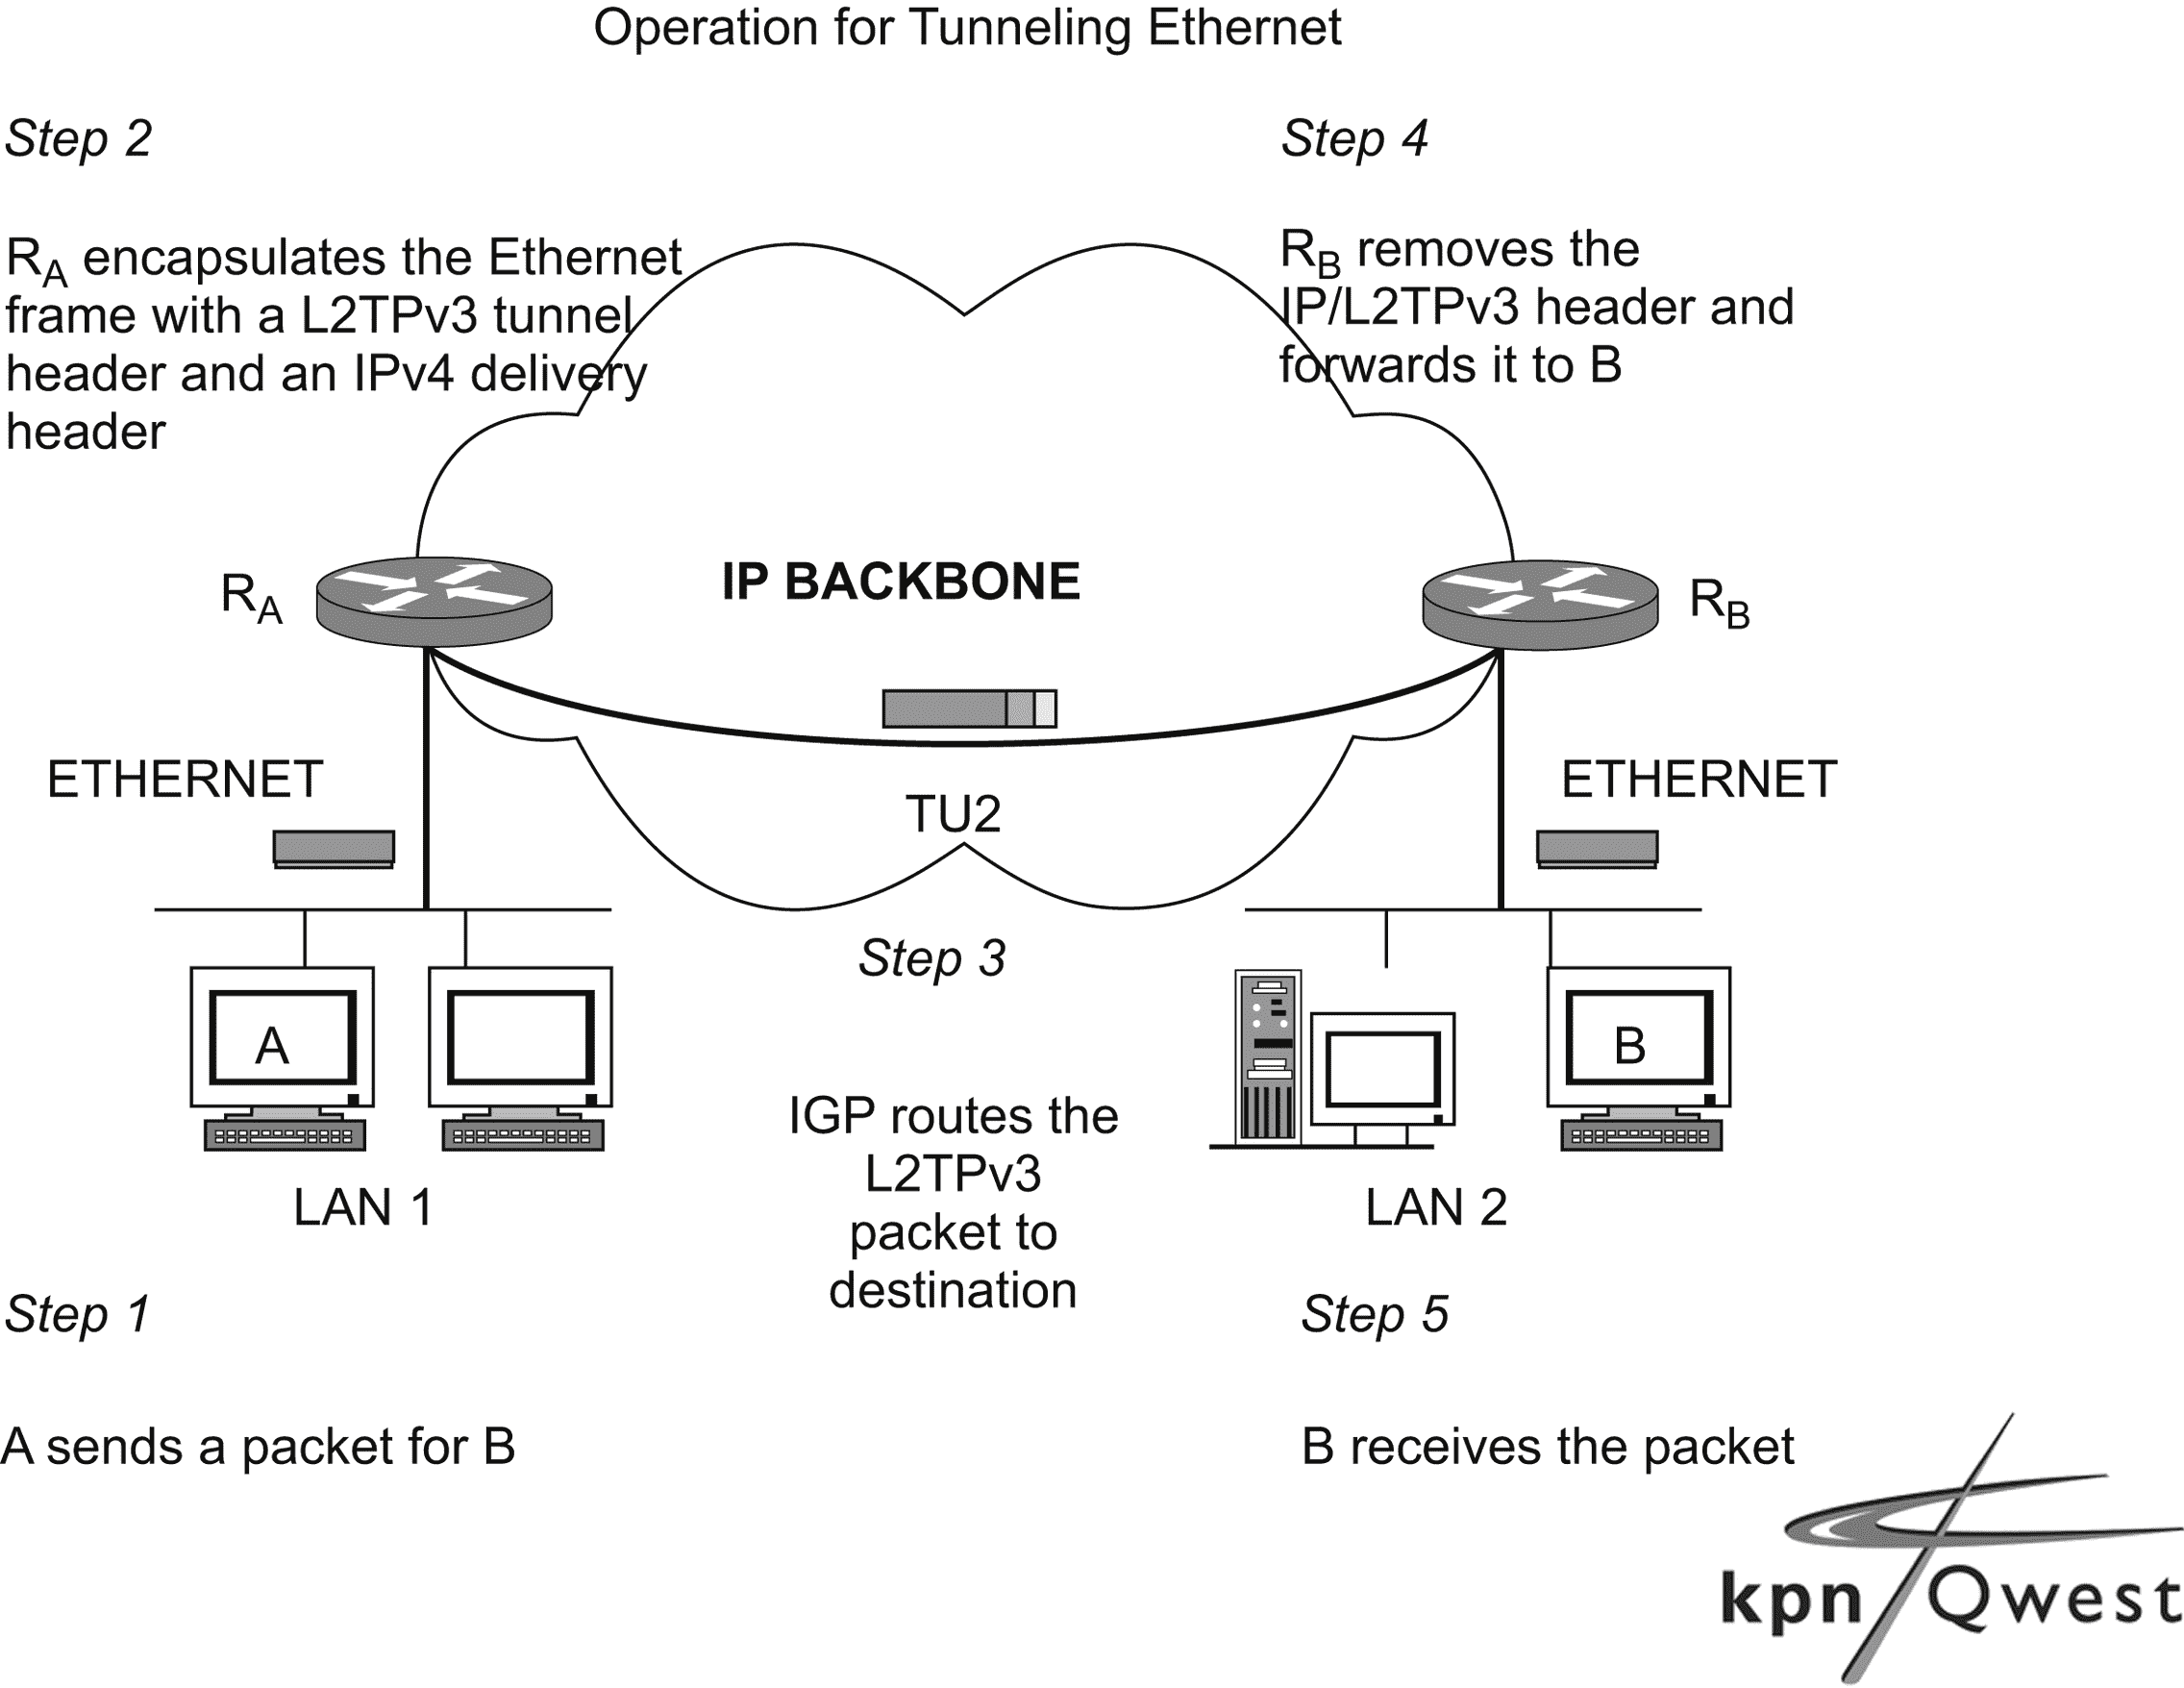 Operation for Tunneling Ethernet
Step 2
RA encapsulates the Ethernet
frame with a L2TPv3 tunnel
header and an IPv4 delivery
header
Step 4
RB removes the
IP/L2TPv3 header and
forwards it to B
RA
IP BACKBONE
RB
ETHERNET
TU2
ETHERNET
Step 3
A
B
IGP routes the
L2TPv3
packet to
destination
LAN 1
LAN 2
Step 1
A sends a packet for B
Step 5
B receives the packet
kpn Qwest